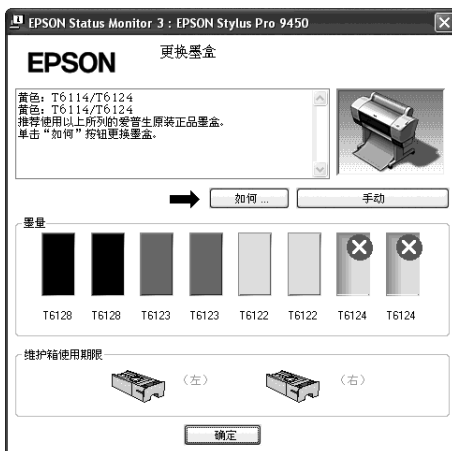 EPSON Status Monitor 3 : EPSON Stylus Pro 9450
EPSON
更换墨盒
黄色: T6114/T6124
黄色: T6114/T6124
推荐使用以上所列的爱普生原装正品墨盒。
单击“如何”按钮更换墨盒。
如何 ...
手动
墨量
T6128 T6128 T6123 T6123 T6122 T6122 T6124 T6124
维护箱使用期限
（左）
（右）
确定